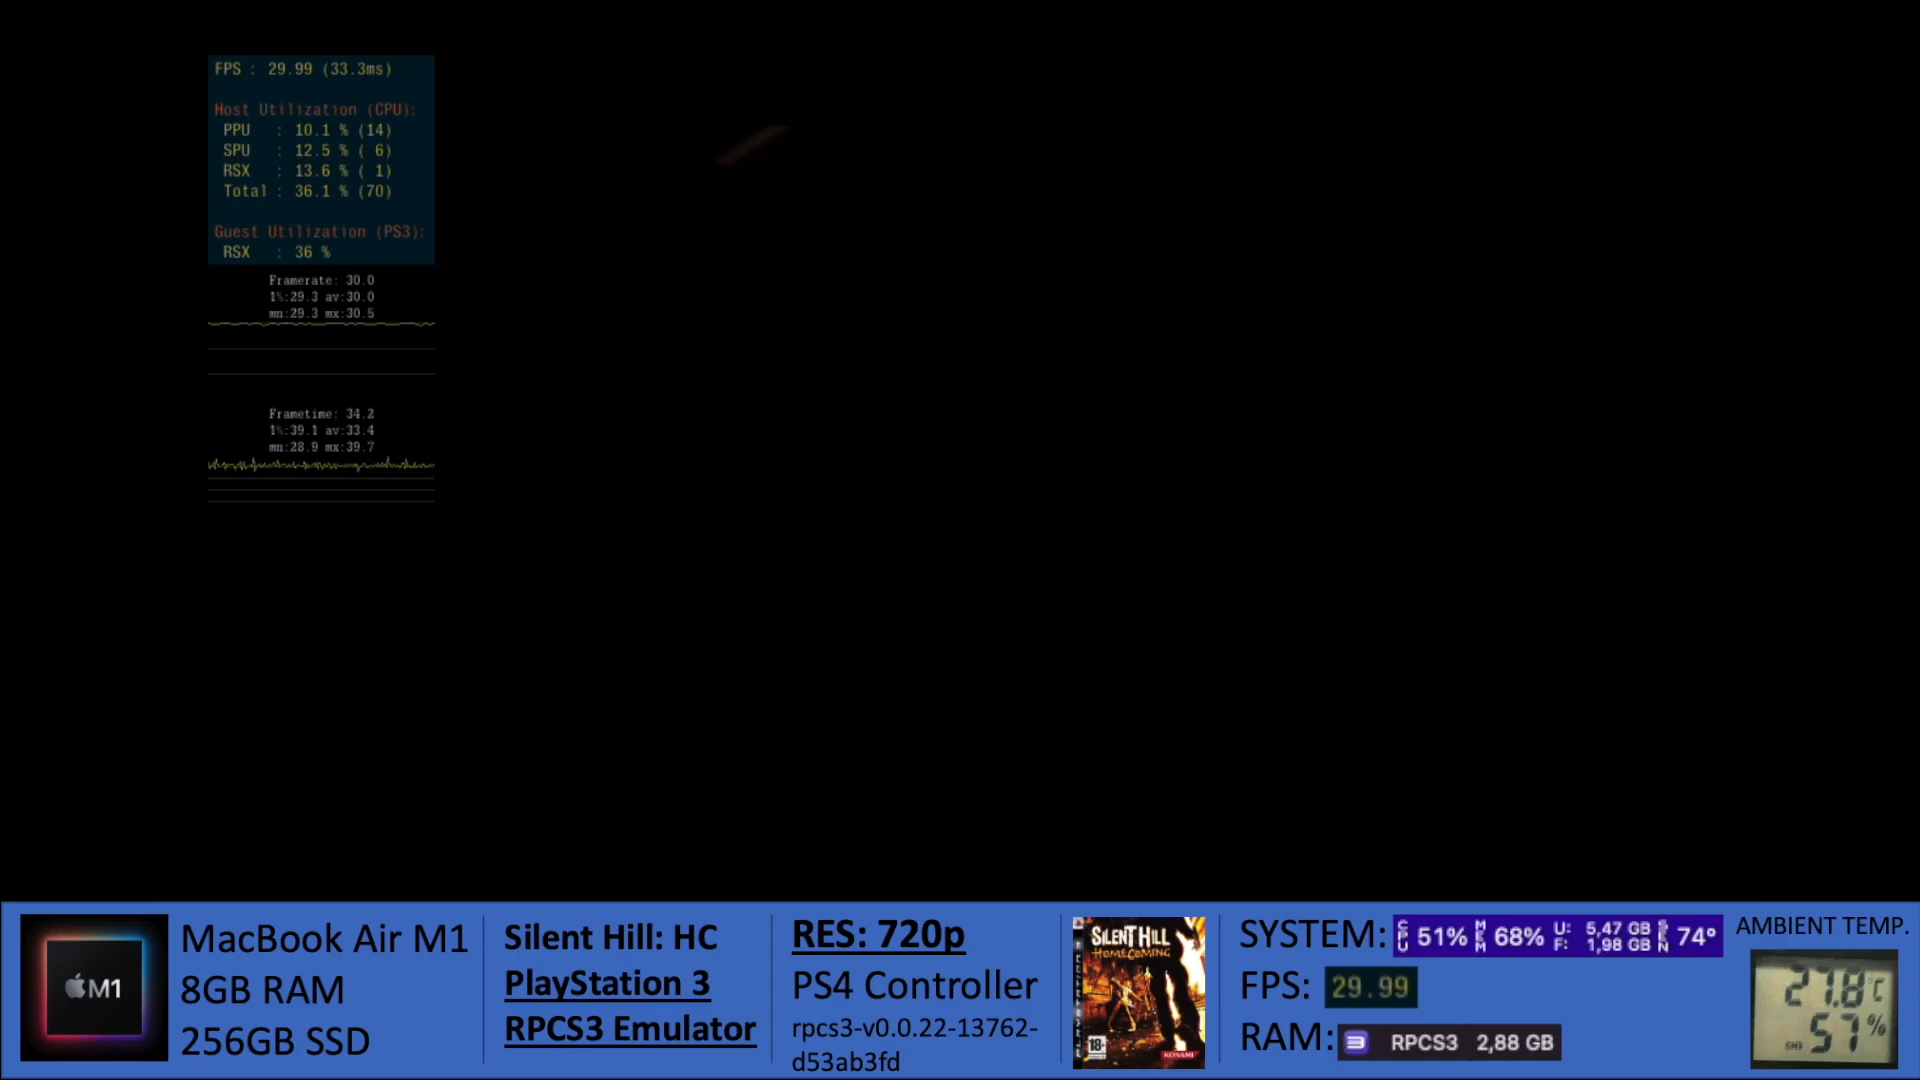 FPS : 29.99 (33.3ms)
Host Utilization (CPU):
PPU : 10.1 % (14)
SPU : 12.5 % ( 6)
RSX : 13.6 % ( 1)
Total : 36.1 % (70)
Guest Utilization (PS3):
RSX : 36 %
Framerate: 30.0
1%:29.3 av:30.0
mn:29.3 mx:30.5
Frametime: 34.2
1%:39.1 av:33.4
mn:28.9 mx:39.7
M1
MacBook Air M1
8GB RAM
256GB SSD
Silent Hill: HC
PlayStation 3
RPCS3 Emulator
RES: 720p
PS4 Controller
rpcs3-v0.0.22-13762-
d53ab3fd
SILENT HILL
HOMECOMING
18+
KONAMI
SYSTEM: CPU 51% MEM 68% U: 5,47 GB F: 1,98 GB SEN 74°
FPS: 29.99
RAM: RPCS3 2,88 GB
AMBIENT TEMP.
27.8°C
57%